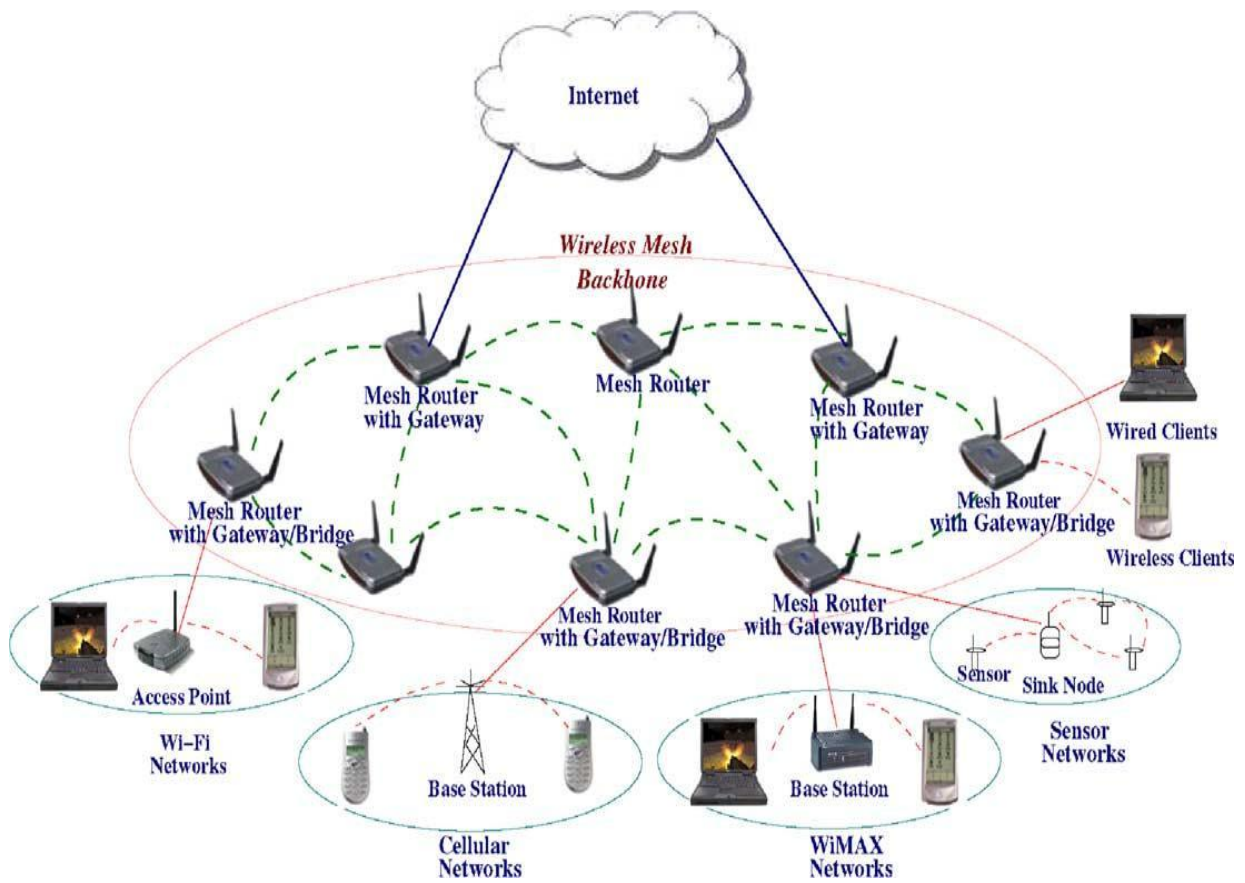 Internet
Wireless Mesh
Backhone
Mesh Router
with Gateway
Mesh Router
Mesh Router
with Gateway
Wired Clients
Mesh Router
with Gateway/Bridge
Mesh Router
with Gateway/Bridge
Wireless Clients
Mesh Router
with Gateway/Bridge
Mesh Router
with Gateway/Bridge
Access Point
Wi-Fi
Networks
Sensor
Sink Node
Sensor
Networks
Base Station
Cellular
Networks
Base Station
WiMAX
Networks